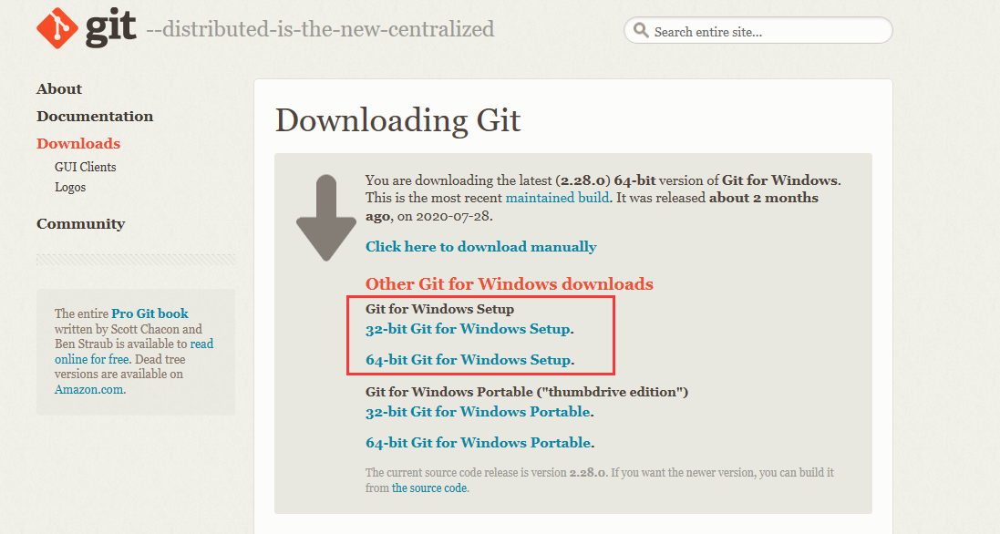 git --distributed-is-the-new-centralized
Search entire site...
About
Documentation
Downloads
GUI Clients
Logos
Community
The entire Pro Git book
written by Scott Chacon and
Ben Straub is available to read
online for free. Dead tree
versions are available on
Amazon.com.
Downloading Git
You are downloading the latest (2.28.0) 64-bit version of Git for Windows.
This is the most recent maintained build. It was released about 2 months
ago, on 2020-07-28.
Click here to download manually
Other Git for Windows downloads
Git for Windows Setup
32-bit Git for Windows Setup.
64-bit Git for Windows Setup.
Git for Windows Portable ("thumbdrive edition")
32-bit Git for Windows Portable.
64-bit Git for Windows Portable.
The current source code release is version 2.28.0. If you want the newer version, you can build it
from the source code.